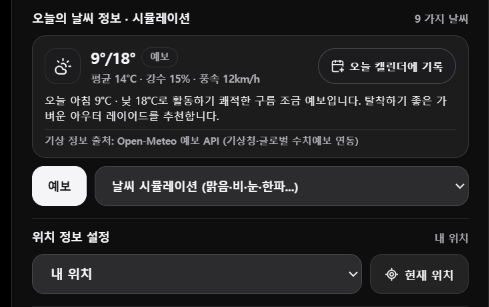 오늘의 날씨 정보 · 시뮬레이션
9 가지 날씨
9°/18° 예보
평균 14°C · 강수 15% · 풍속 12km/h
오늘 캘린더에 기록
오늘 아침 9°C · 낮 18°C로 활동하기 쾌적한 구름 조금 예보입니다. 탈착하기 좋은 가
벼운 아우터 레이어드를 추천합니다.
기상 정보 출처: Open-Meteo 예보 API (기상청·글로벌 수치예보 연동)
예보
날씨 시뮬레이션 (맑음·비·눈·한파...)
위치 정보 설정
내 위치
내 위치
현재 위치